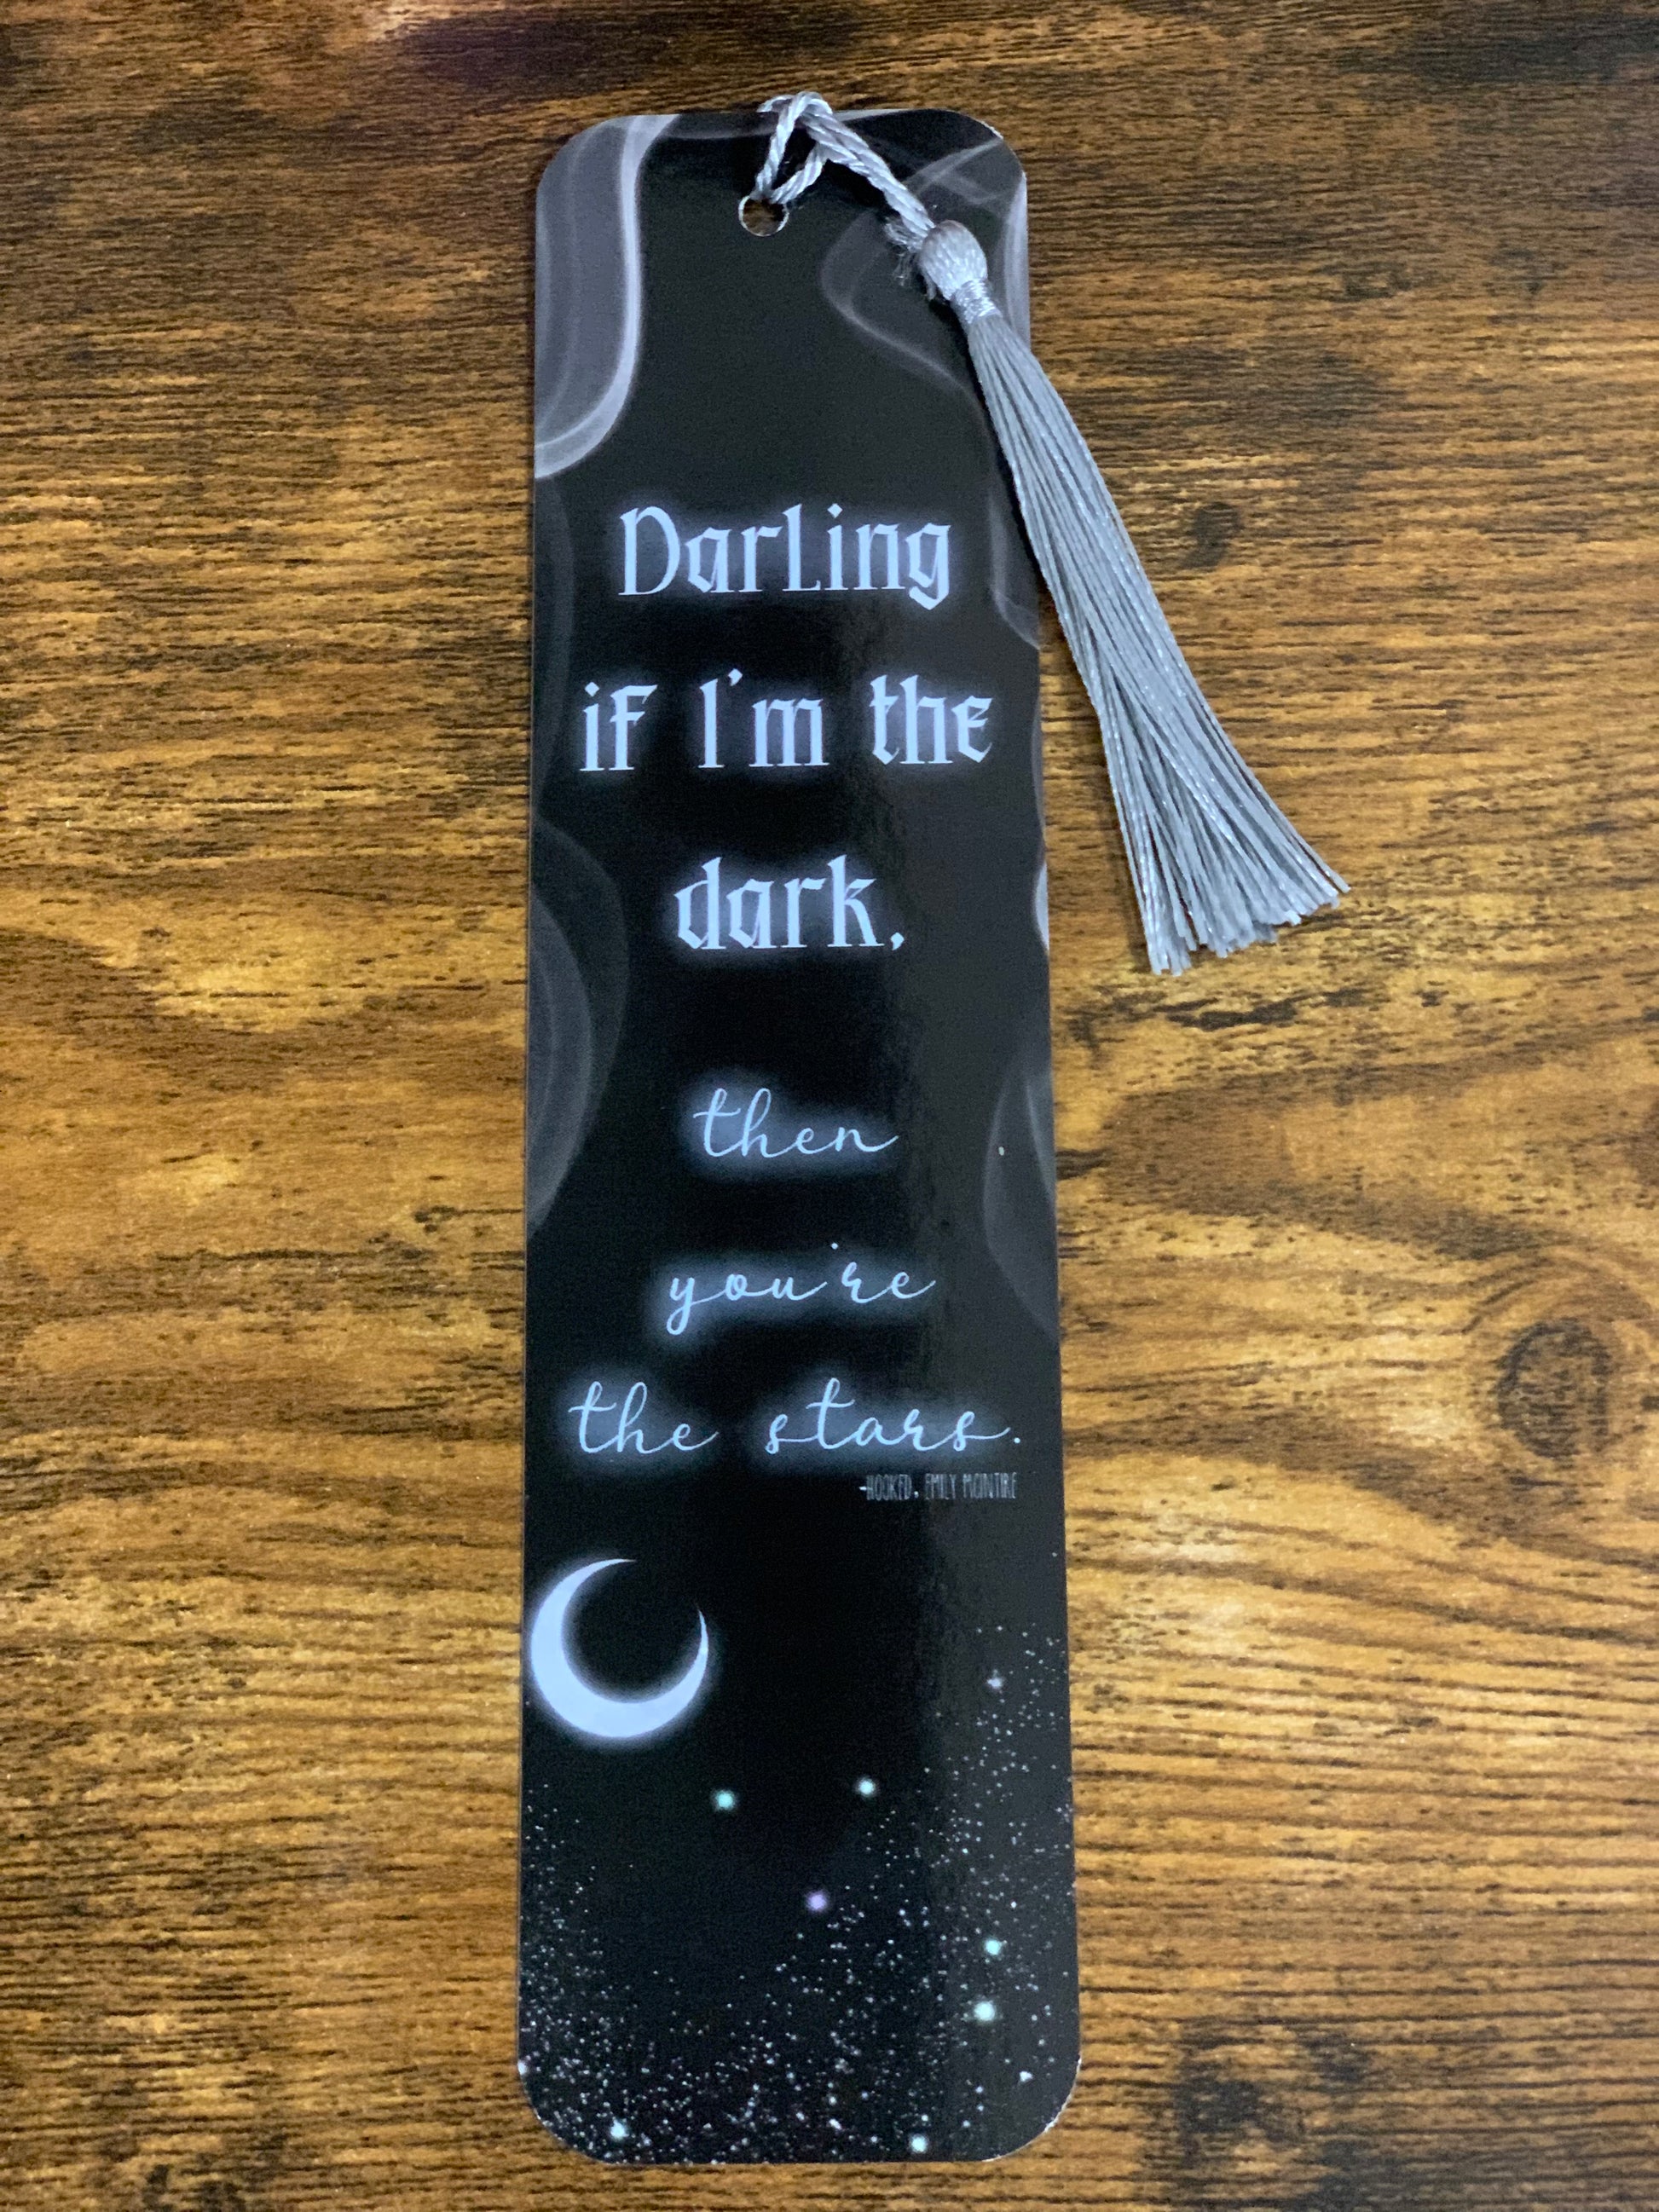 Darling
if I'm the
dark,
then
you're
the stars.
-HOOKED, EMILY MCINTIRE